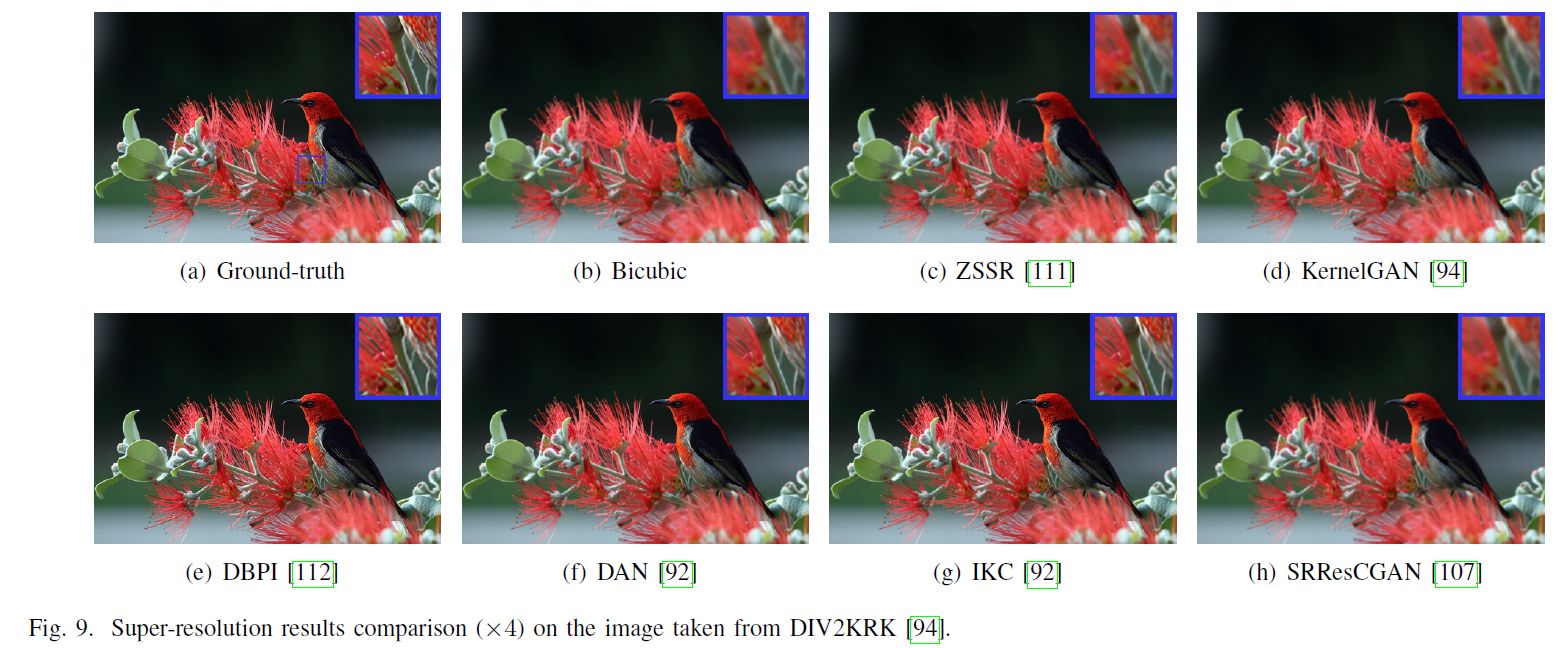 (a) Ground-truth
(b) Bicubic
(c) ZSSR [111]
(d) KernelGAN [94]
(e) DBPI [112]
(f) DAN [92]
(g) IKC [92]
(h) SRResCGAN [107]
Fig. 9. Super-resolution results comparison (×4) on the image taken from DIV2KRK [94].